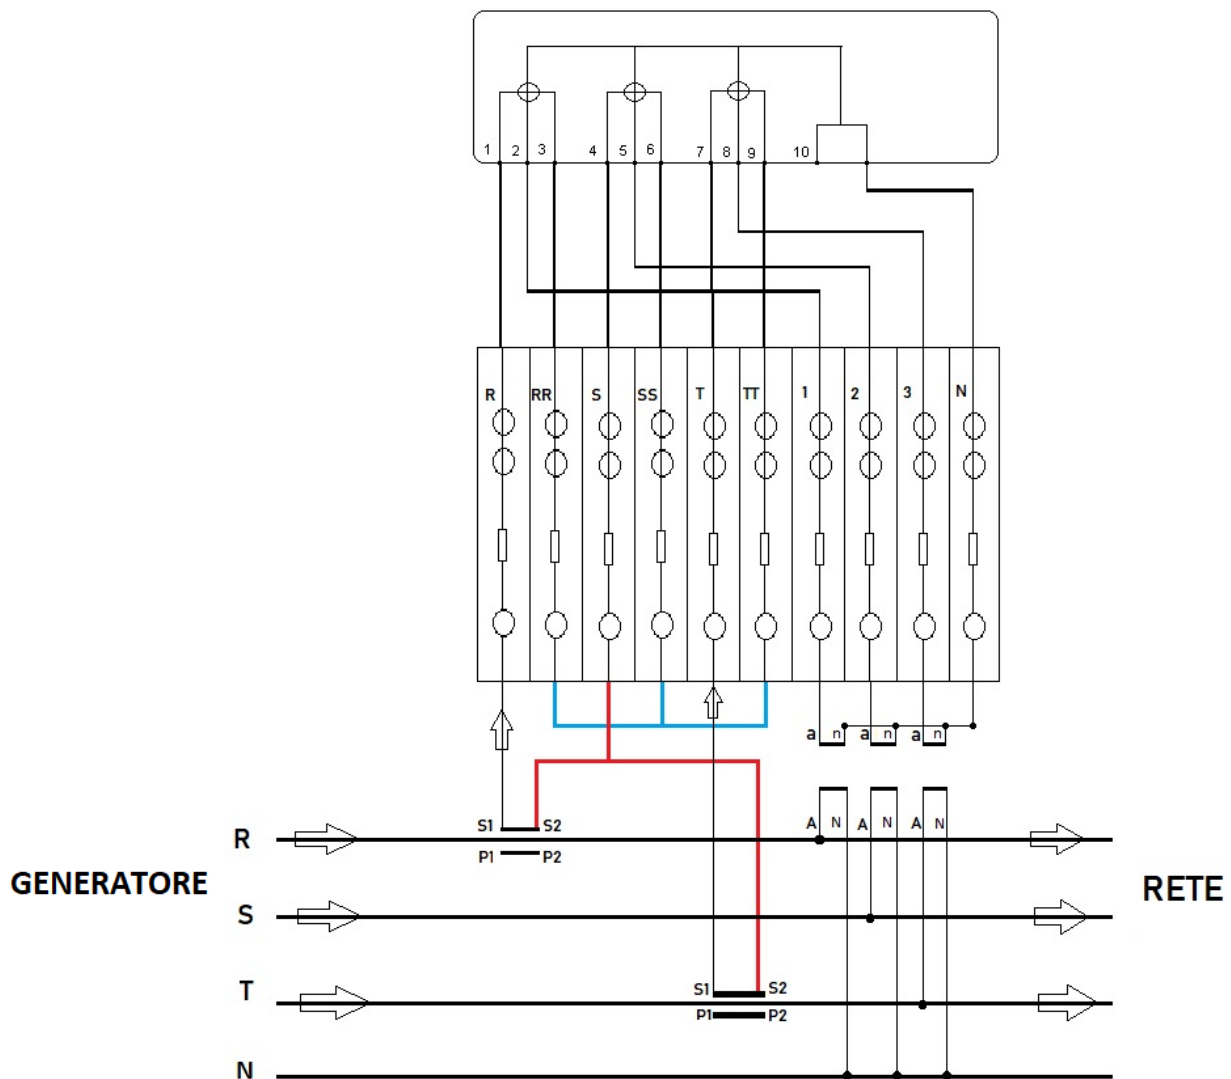 1 2 3 4 5 6 7 8 9 10
R RR S SS T TT 1 2 3 N
a n a n a n
S1 S2
A N A N A N
R
P1 P2
GENERATORE
RETE
S
T
S1 S2
P1 P2
N